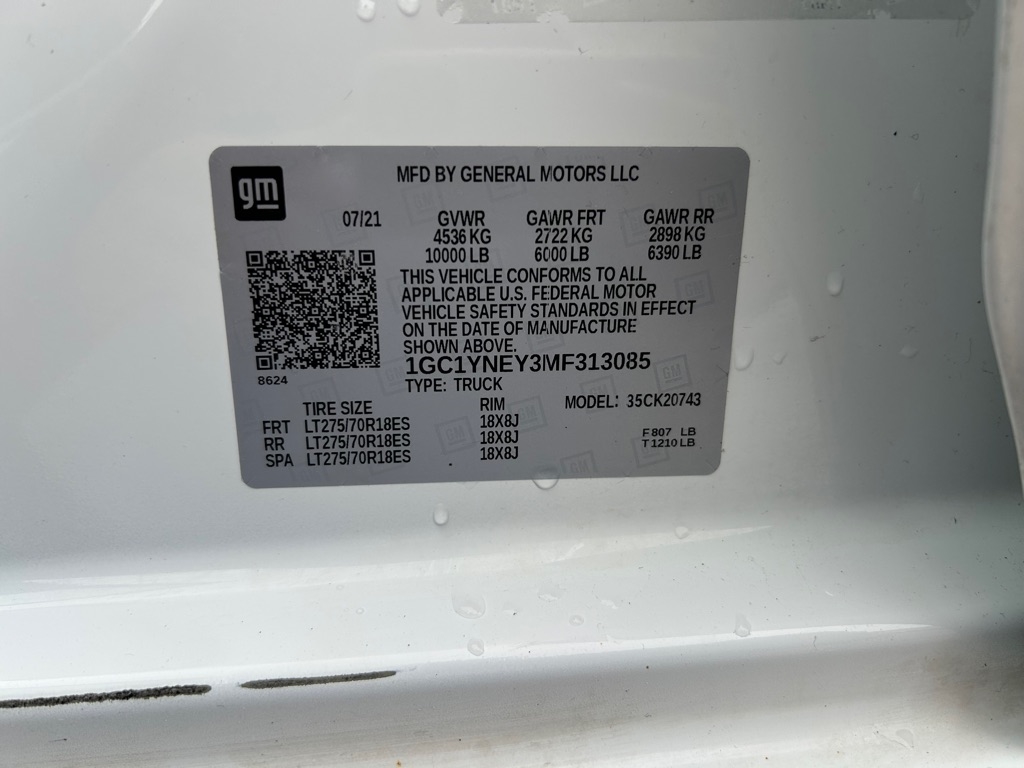 MFD BY GENERAL MOTORS LLC
gm
07/21 GVWR GAWR FRT GAWR RR
4536 KG 2722 KG 2898 KG
10000 LB 6000 LB 6390 LB
THIS VEHICLE CONFORMS TO ALL
APPLICABLE U.S. FEDERAL MOTOR
VEHICLE SAFETY STANDARDS IN EFFECT
ON THE DATE OF MANUFACTURE
SHOWN ABOVE.
1GC1YNEY3MF313085
8624
TYPE: TRUCK
TIRE SIZE RIM MODEL: 35CK20743
FRT LT275/70R18ES 18X8J
RR LT275/70R18ES 18X8J
SPA LT275/70R18ES 18X8J
F 807 LB
T 1210 LB